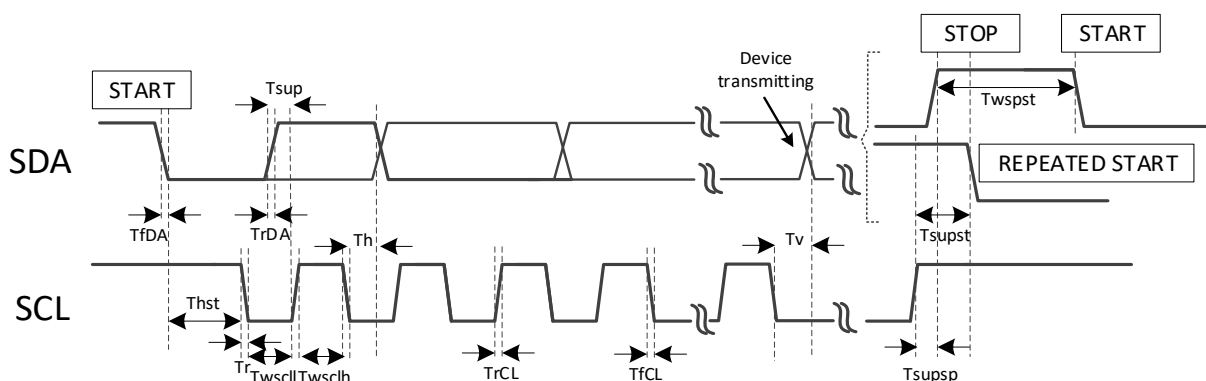 STOP
START
Device
transmitting
START
Tsup
Twspst
SDA
REPEATED START
TfDA
TrDA
Th
Tv
Tsupst
SCL
Thst
Tr
Twscll
Twsclh
TrCL
TfCL
Tsupsp